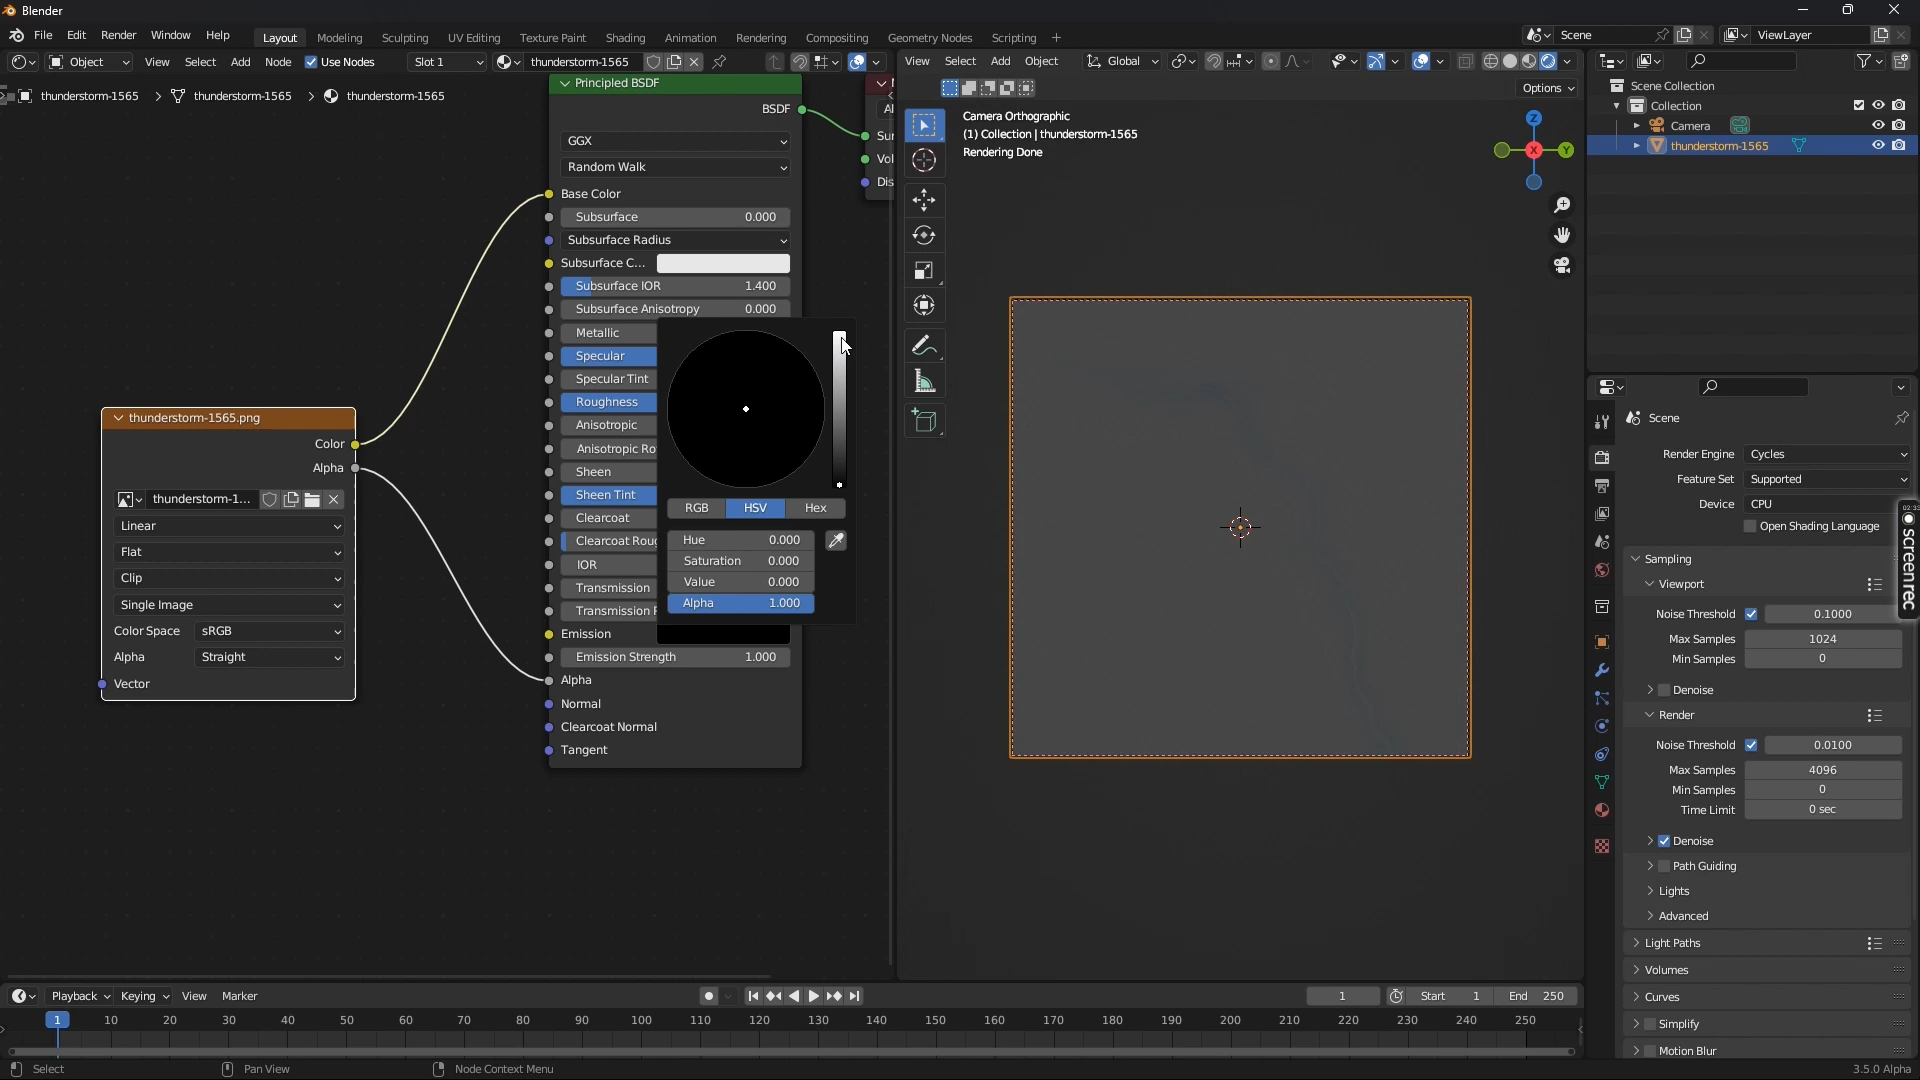 Blender
File Edit Render Window Help Layout Modeling Sculpting UV Editing Texture Paint Shading Animation Rendering Compositing Geometry Nodes Scripting + Scene ViewLayer
Object View Select Add Node Use Nodes Slot 1 thunderstorm-1565
thunderstorm-1565 > thunderstorm-1565 > thunderstorm-1565
Principled BSDF
BSDF
GGX
Random Walk
Base Color
Subsurface 0.000
Subsurface Radius
Subsurface C...
Subsurface IOR 1.400
Subsurface Anisotropy 0.000
Metallic
Specular
Specular Tint
Roughness
Anisotropic
Anisotropic Ro
Sheen
Sheen Tint
Clearcoat
Clearcoat Roug
IOR
Transmission
Transmission R
Emission
Emission Strength 1.000
Alpha
Normal
Clearcoat Normal
Tangent
RGB HSV Hex
Hue 0.000
Saturation 0.000
Value 0.000
Alpha 1.000
thunderstorm-1565.png
Color
Alpha
thunderstorm-1...
Linear
Flat
Clip
Single Image
Color Space sRGB
Alpha Straight
Vector
Al
Sur
Vol
Dis
View Select Add Object Global
Options
Camera Orthographic
(1) Collection | thunderstorm-1565
Rendering Done
Z
X Y
Scene Collection
Collection
Camera
thunderstorm-1565
Scene
Render Engine Cycles
Feature Set Supported
Device CPU
Open Shading Language
Sampling
Viewport
Noise Threshold 0.1000
Max Samples 1024
Min Samples 0
Denoise
Render
Noise Threshold 0.0100
Max Samples 4096
Min Samples 0
Time Limit 0 sec
Denoise
Path Guiding
Lights
Advanced
Light Paths
Volumes
Curves
Simplify
Motion Blur
screenrec
Playback Keying View Marker 1 Start 1 End 250
1 10 20 30 40 50 60 70 80 90 100 110 120 130 140 150 160 170 180 190 200 210 220 230 240 250
Select Pan View Node Context Menu 3.5.0 Alpha